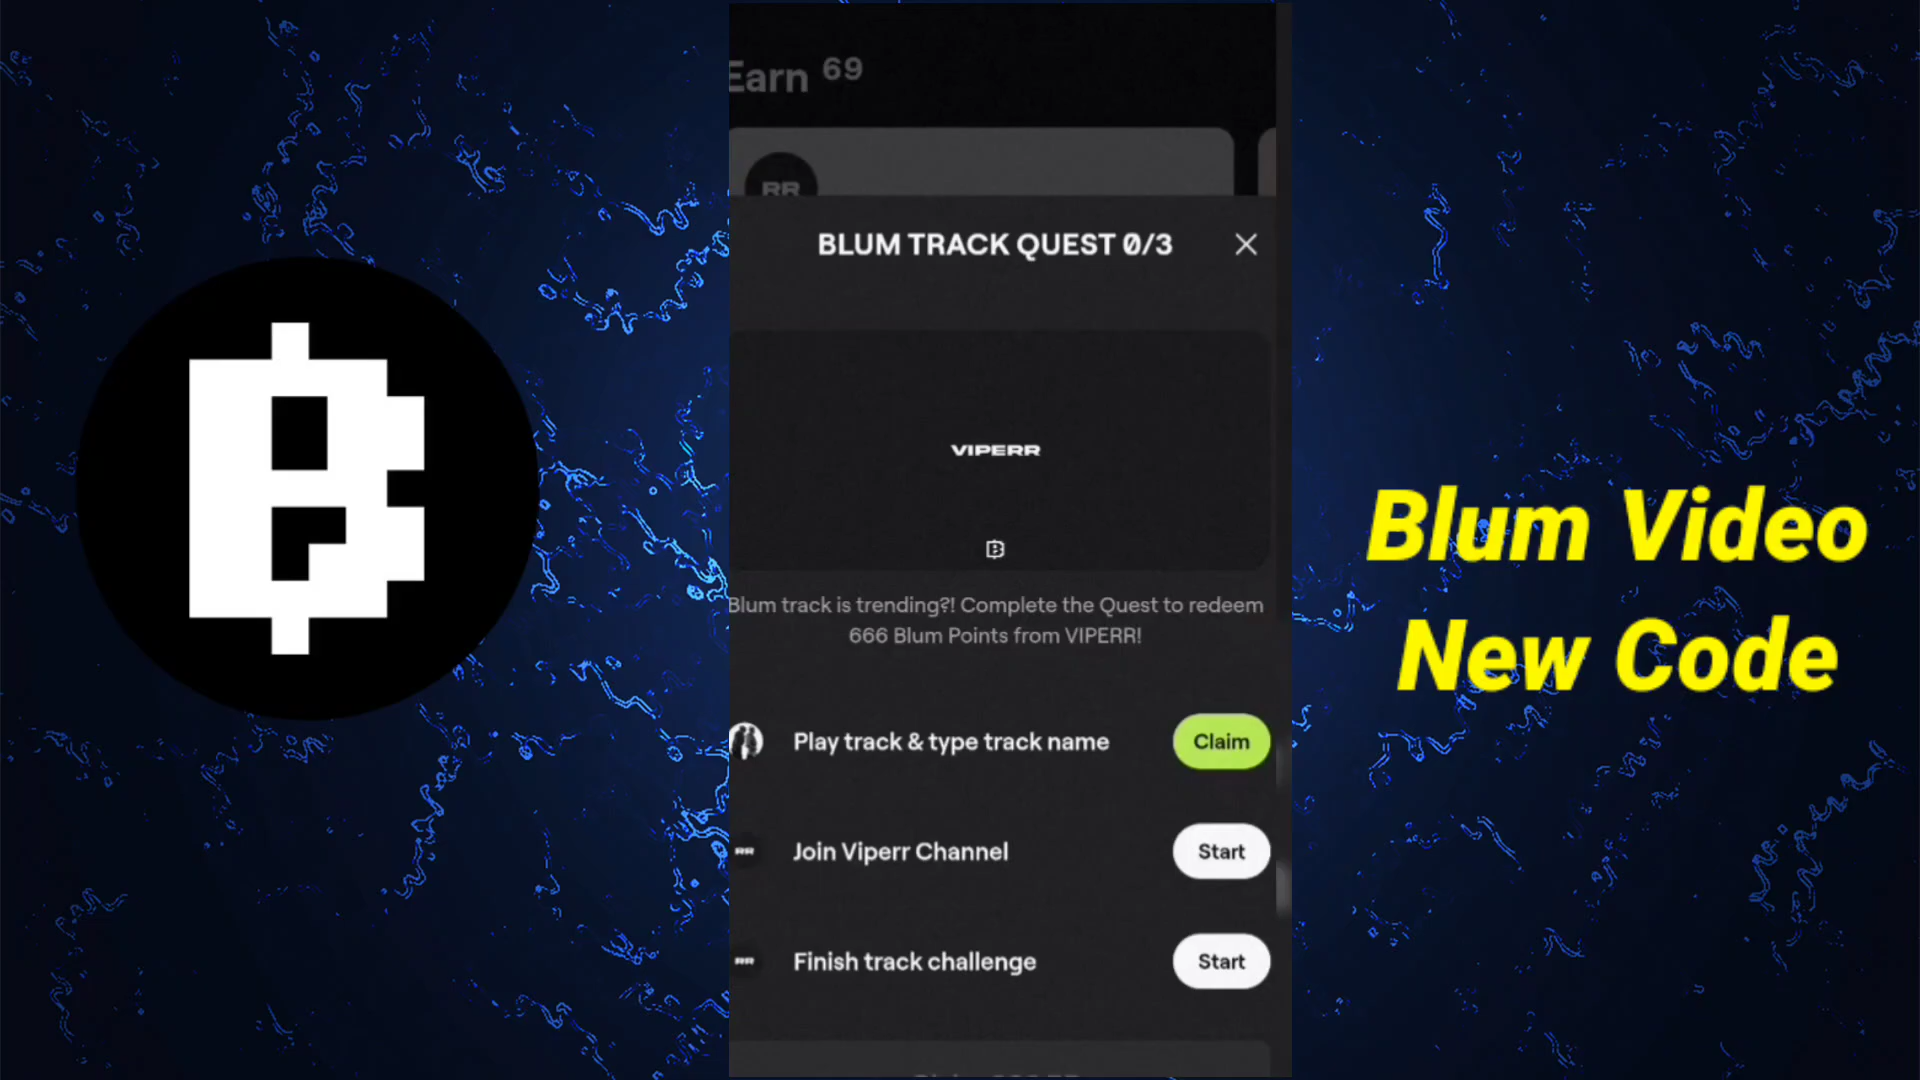 Earn 69
RR
BLUM TRACK QUEST 0/3
VIPERR
Blum track is trending?! Complete the Quest to redeem
666 Blum Points from VIPERR!
Play track & type track name
Claim
RR
Join Viperr Channel
Start
RR
Finish track challenge
Start
Blum Video
New Code